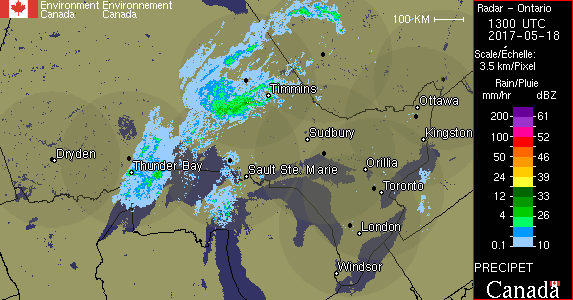 Environment Environnement
Canada Canada
100 KM
Radar - Ontario
1300 UTC
2017-05-18
Scale/Échelle:
3.5 km/Pixel
Rain/Pluie
mm/hr dBZ
200 61
100 52
50 46
24 39
12 33
4 26
0.1 10
Timmins
Ottawa
Sudbury
Kingston
Dryden
Thunder Bay
Sault Ste. Marie
Orillia
Toronto
London
Windsor
PRECIPET
Canada